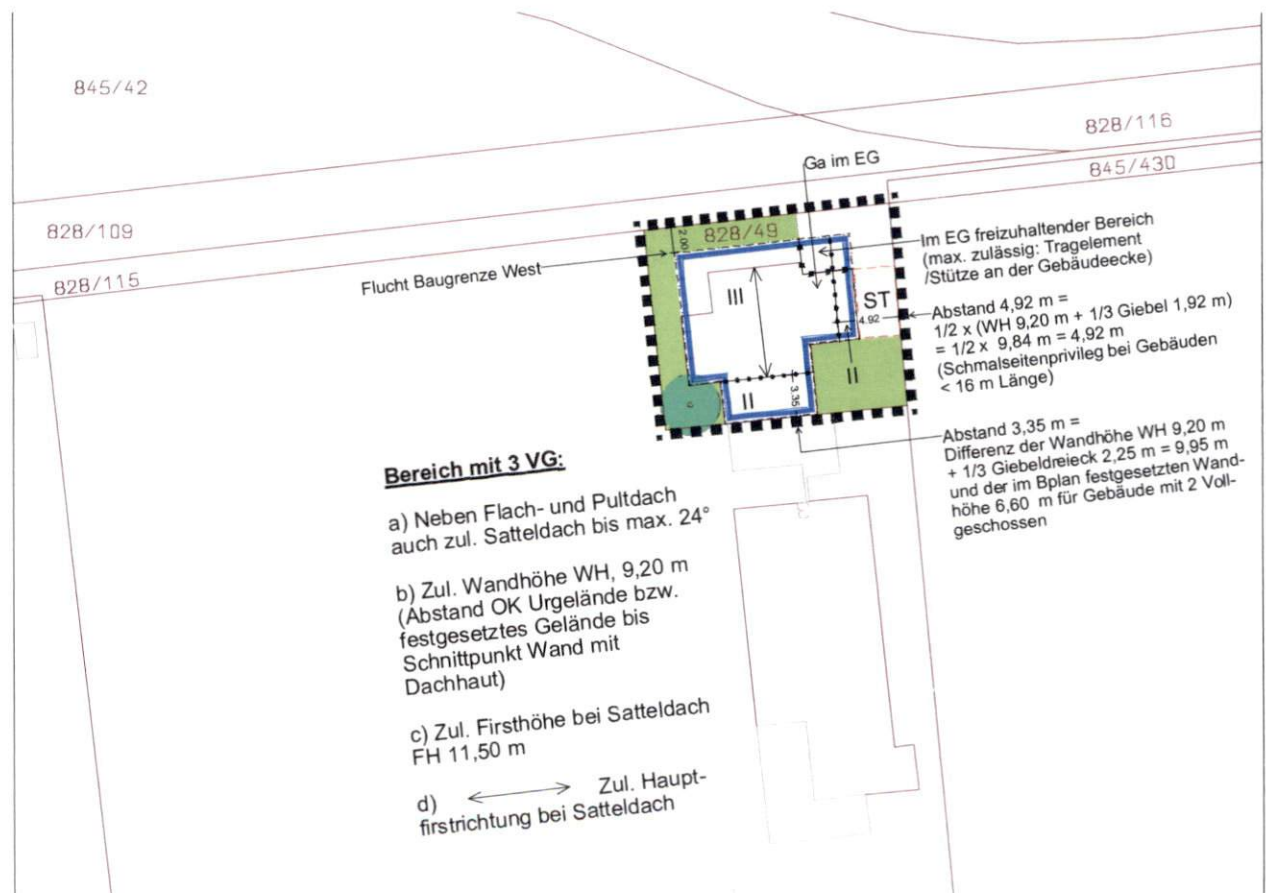 845/42
828/116
Ga im EG
845/430
828/109
828/49
2.00
Im EG freizuhaltender Bereich
(max. zulässig: Tragelement
/Stütze an der Gebäudeecke)
Flucht Baugrenze West
828/115
III
ST
4.92
Abstand 4,92 m =
1/2 x (WH 9,20 m + 1/3 Giebel 1,92 m)
= 1/2 x 9,84 m = 4,92 m
(Schmalseitenprivileg bei Gebäuden
< 16 m Länge)
II
II
3.35
Abstand 3,35 m =
Differenz der Wandhöhe WH 9,20 m
+ 1/3 Giebeldreieck 2,25 m = 9,95 m
und der im Bplan festgesetzten Wand-
höhe 6,60 m für Gebäude mit 2 Voll-
geschossen
Bereich mit 3 VG:
a) Neben Flach- und Pultdach
auch zul. Satteldach bis max. 24°
b) Zul. Wandhöhe WH, 9,20 m
(Abstand OK Urgelände bzw.
festgesetztes Gelände bis
Schnittpunkt Wand mit
Dachhaut)
c) Zul. Firsthöhe bei Satteldach
FH 11,50 m
d) Zul. Haupt-
firstrichtung bei Satteldach